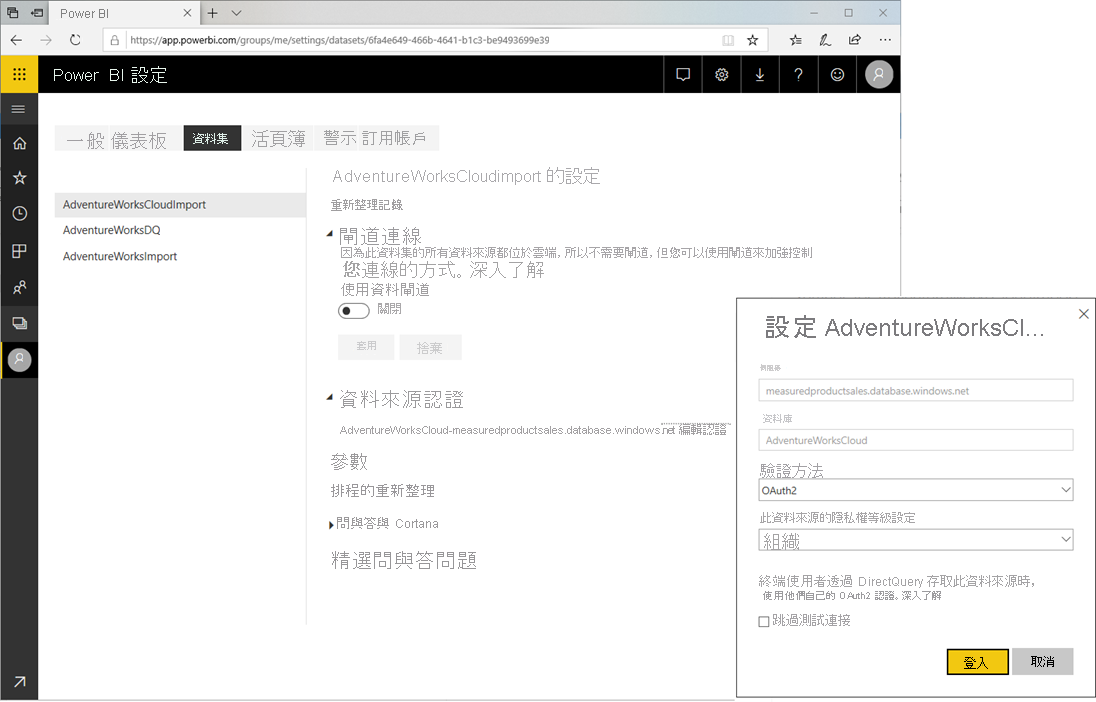 Power BI
https://app.powerbi.com/groups/me/settings/datasets/6fa4e649-466b-4641-b1c3-be9493699e39
Power BI 設定
一般 儀表板 資料集 活頁簿 警示 訂用帳戶
AdventureWorksCloudImport
AdventureWorksDQ
AdventureWorksImport
AdventureWorksCloudimport 的設定
重新整理記錄
閘道連線
因為此資料集的所有資料來源都位於雲端，所以不需要閘道，但您可以使用閘道來加強控制
您連線的方式。深入了解
使用資料閘道
關閉
套用 捨棄
資料來源認證
AdventureWorksCloud-measuredproductsales.database.windows.net 編輯認證
參數
排程的重新整理
問與答與 Cortana
精選問與答問題
設定 AdventureWorksCl...
伺服器
measuredproductsales.database.windows.net
資料庫
AdventureWorksCloud
驗證方法
OAuth2
此資料來源的隱私權等級設定
組織
終端使用者透過 DirectQuery 存取此資料來源時，
使用他們自己的 OAuth2 認證。深入了解
跳過測試連接
登入 取消